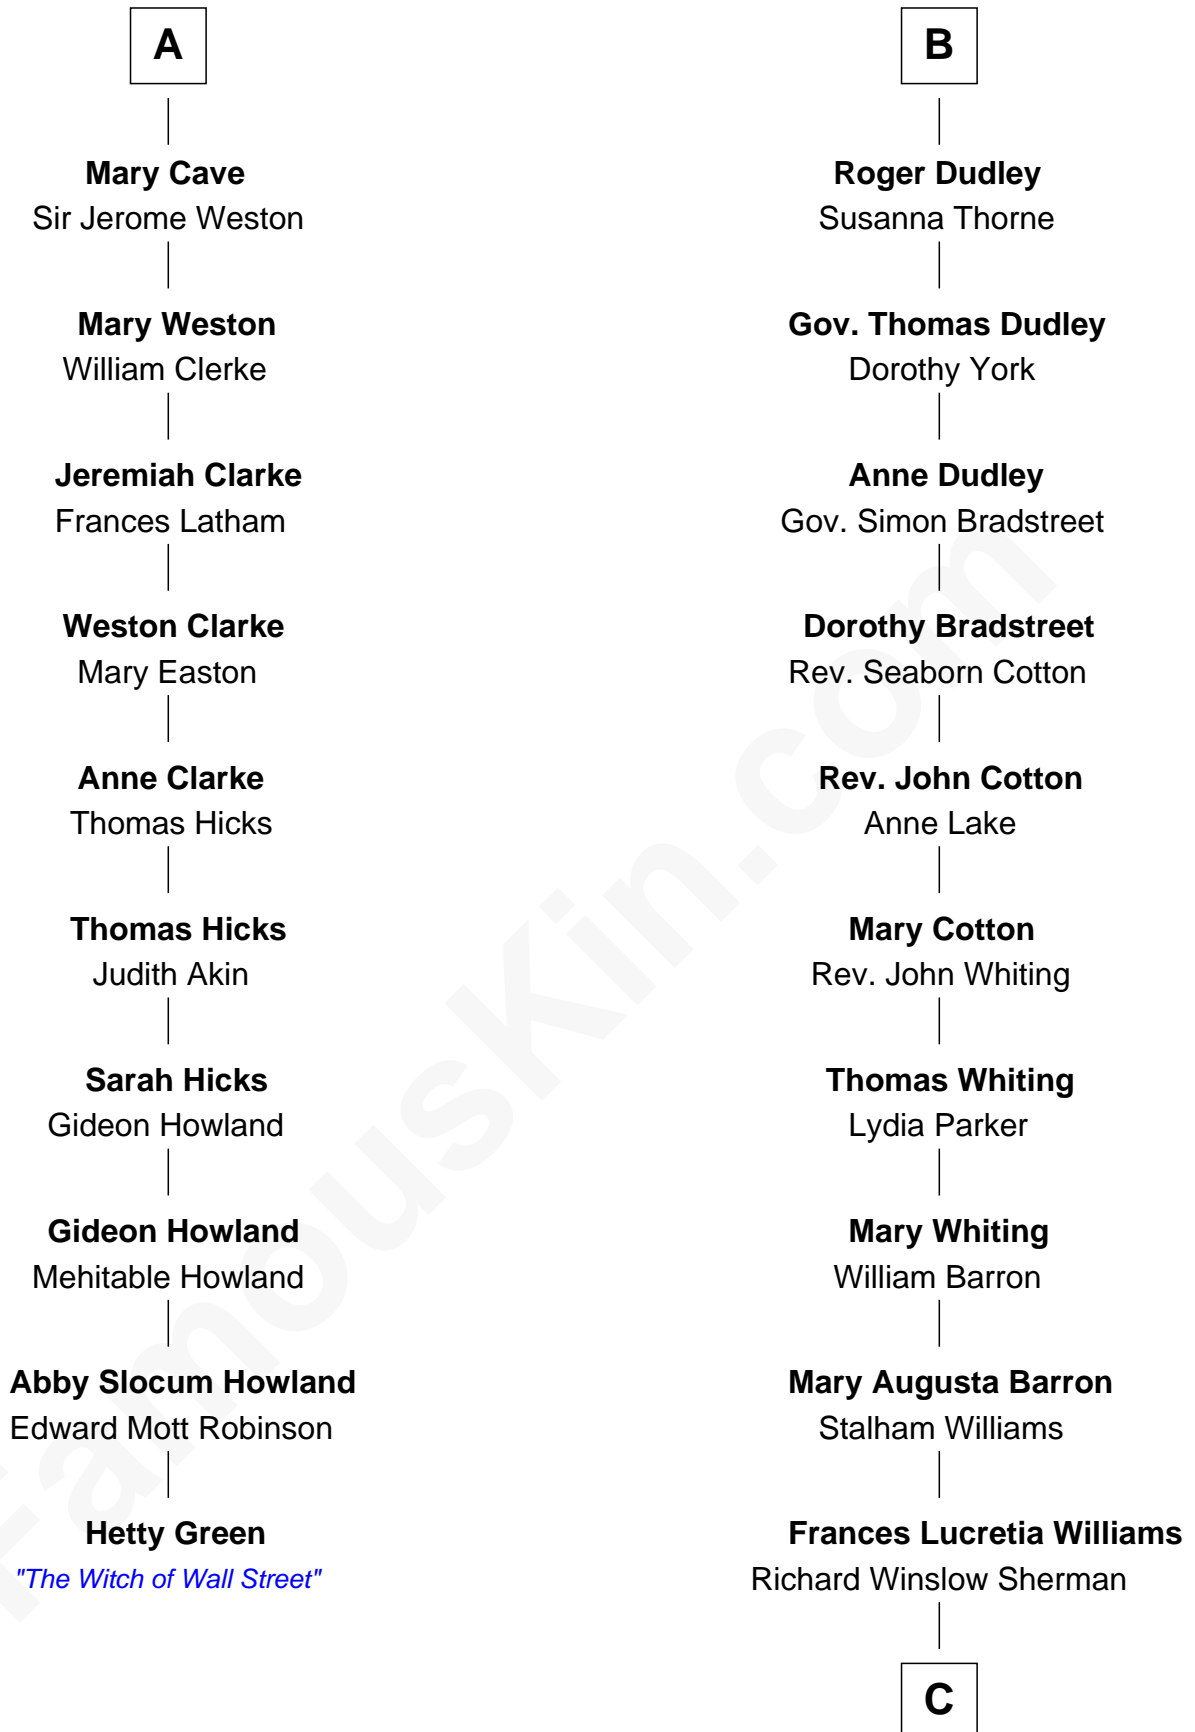 A
Mary Cave
Sir Jerome Weston
Mary Weston
William Clerke
Jeremiah Clarke
Frances Latham
Weston Clarke
Mary Easton
Anne Clarke
Thomas Hicks
Thomas Hicks
Judith Akin
Sarah Hicks
Gideon Howland
Gideon Howland
Mehitable Howland
Abby Slocum Howland
Edward Mott Robinson
Hetty Green
"The Witch of Wall Street"
B
Roger Dudley
Susanna Thorne
Gov. Thomas Dudley
Dorothy York
Anne Dudley
Gov. Simon Bradstreet
Dorothy Bradstreet
Rev. Seaborn Cotton
Rev. John Cotton
Anne Lake
Mary Cotton
Rev. John Whiting
Thomas Whiting
Lydia Parker
Mary Whiting
William Barron
Mary Augusta Barron
Stalham Williams
Frances Lucretia Williams
Richard Winslow Sherman
C
FamousKin.com